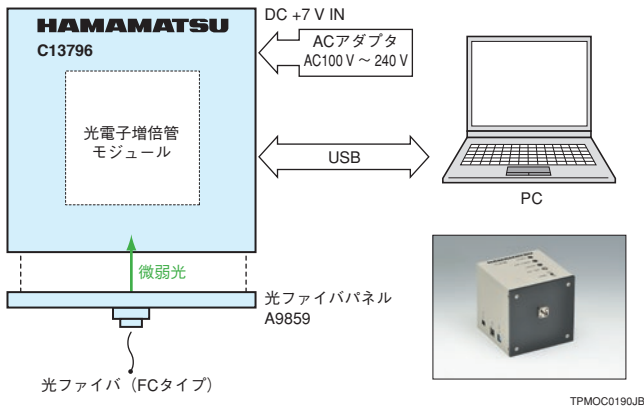 HAMAMATSU
C13796
DC +7 V IN
ACアダプタ
AC100 V ～ 240 V
光電子増倍管
モジュール
USB
PC
微弱光
光ファイバパネル
A9859
光ファイバ（FCタイプ）
TPMOC0190JB